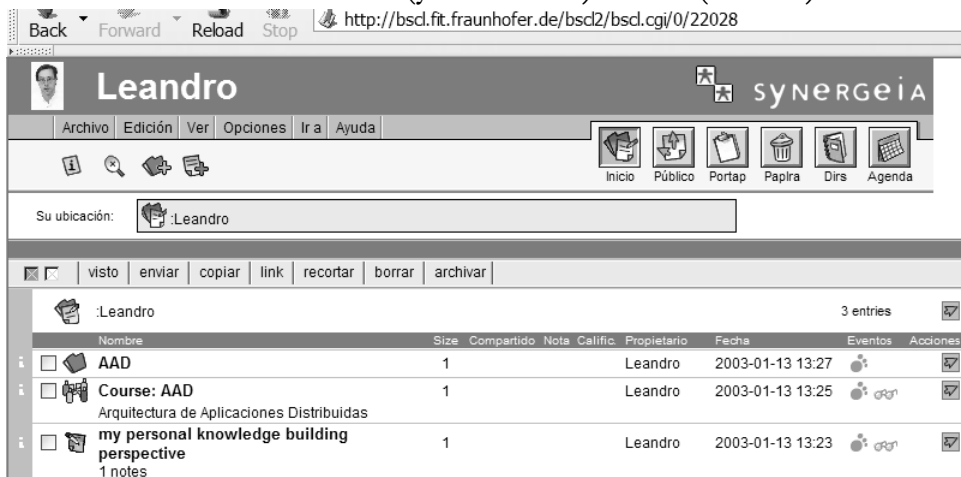 Back Forward Reload Stop http://bscl.fit.fraunhofer.de/bscl2/bscl.cgi/0/22028
Leandro synergeia
Archivo Edición Ver Opciones Ir a Ayuda
Inicio Público Portap Paplra Dirs Agenda
Su ubicación: :Leandro
visto enviar copiar link recortar borrar archivar
:Leandro 3 entries
Nombre Size Compartido Nota Calific. Propietario Fecha Eventos Acciones
AAD 1 Leandro 2003-01-13 13:27
Course: AAD 1 Leandro 2003-01-13 13:25
Arquitectura de Aplicaciones Distribuidas
my personal knowledge building
perspective 1 Leandro 2003-01-13 13:23
1 notes